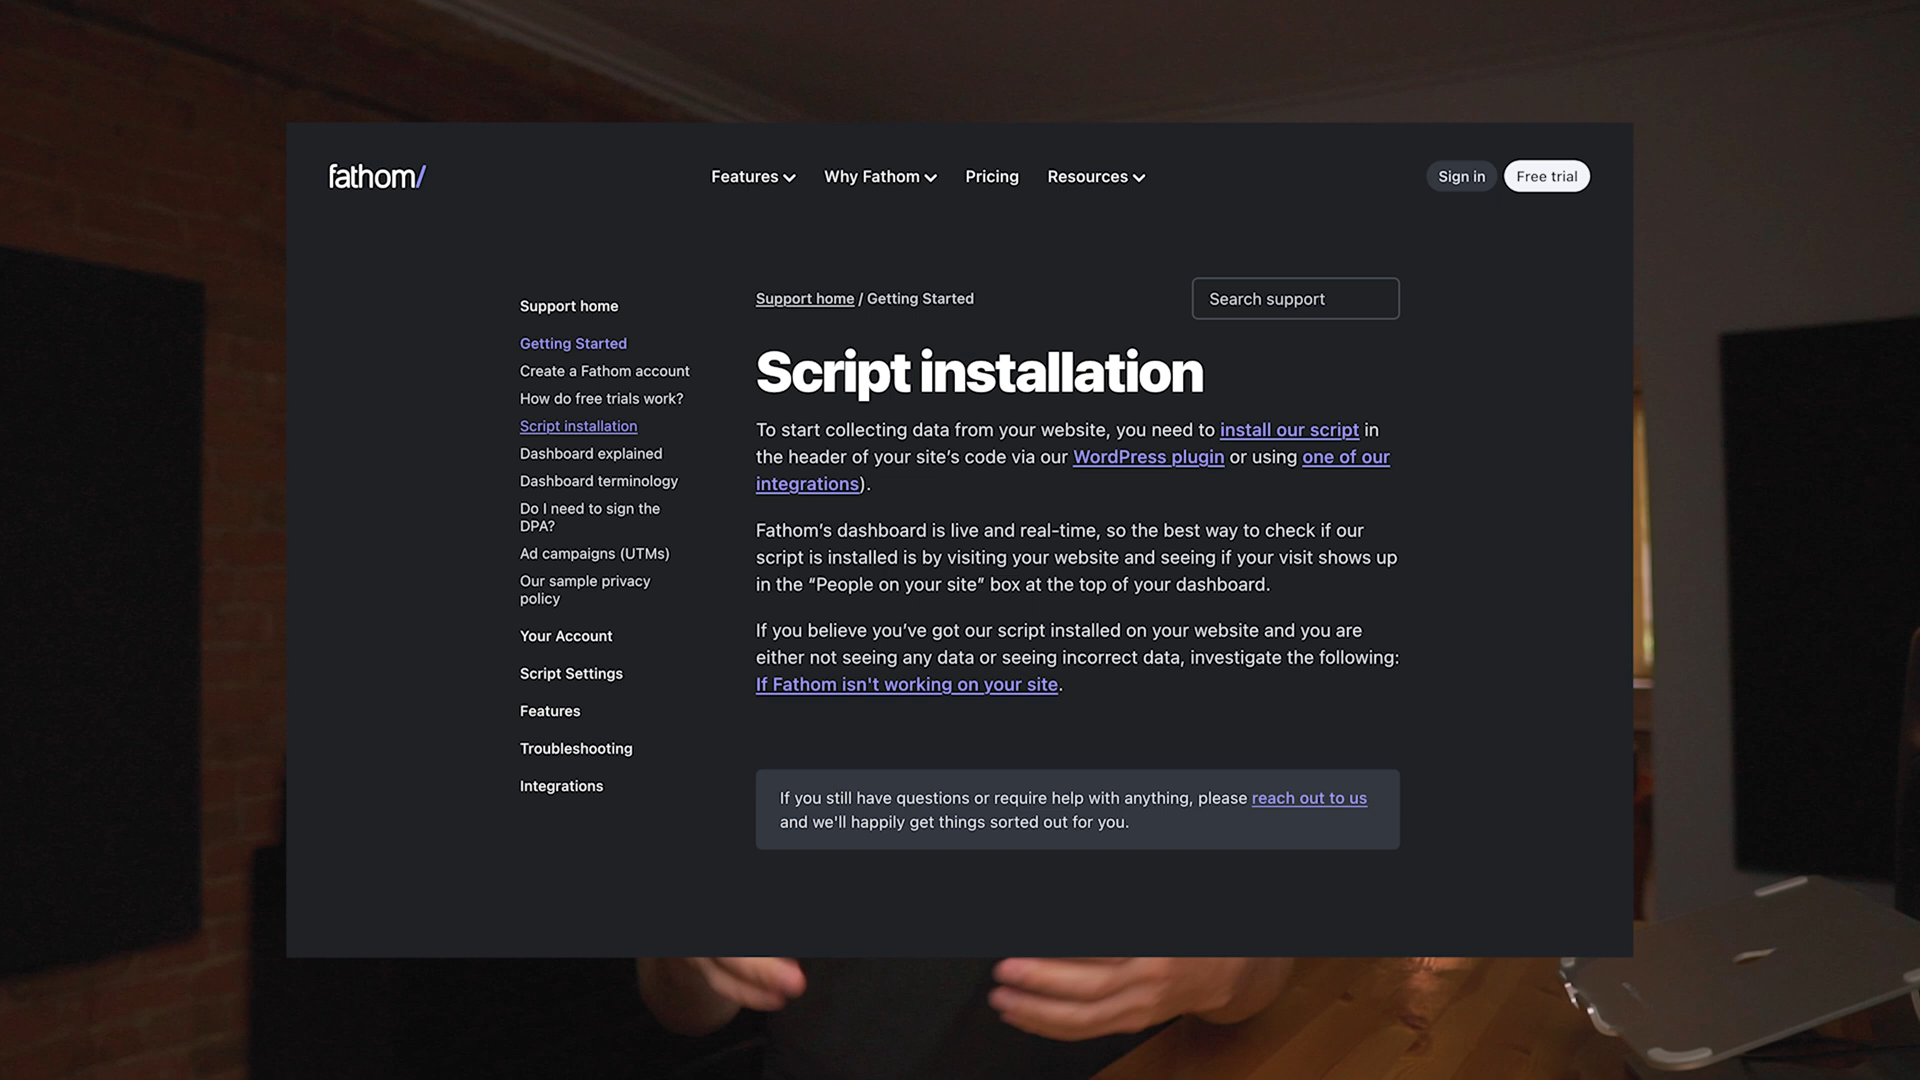 fathom/
Features
Why Fathom
Pricing
Resources
Sign in
Free trial
Support home
Getting Started
Create a Fathom account
How do free trials work?
Script installation
Dashboard explained
Dashboard terminology
Do I need to sign the
DPA?
Ad campaigns (UTMs)
Our sample privacy
policy
Your Account
Script Settings
Features
Troubleshooting
Integrations
Support home / Getting Started
Search support
Script installation
To start collecting data from your website, you need to install our script in
the header of your site’s code via our WordPress plugin or using one of our
integrations).
Fathom’s dashboard is live and real-time, so the best way to check if our
script is installed is by visiting your website and seeing if your visit shows up
in the “People on your site” box at the top of your dashboard.
If you believe you’ve got our script installed on your website and you are
either not seeing any data or seeing incorrect data, investigate the following:
If Fathom isn't working on your site.
If you still have questions or require help with anything, please reach out to us
and we'll happily get things sorted out for you.